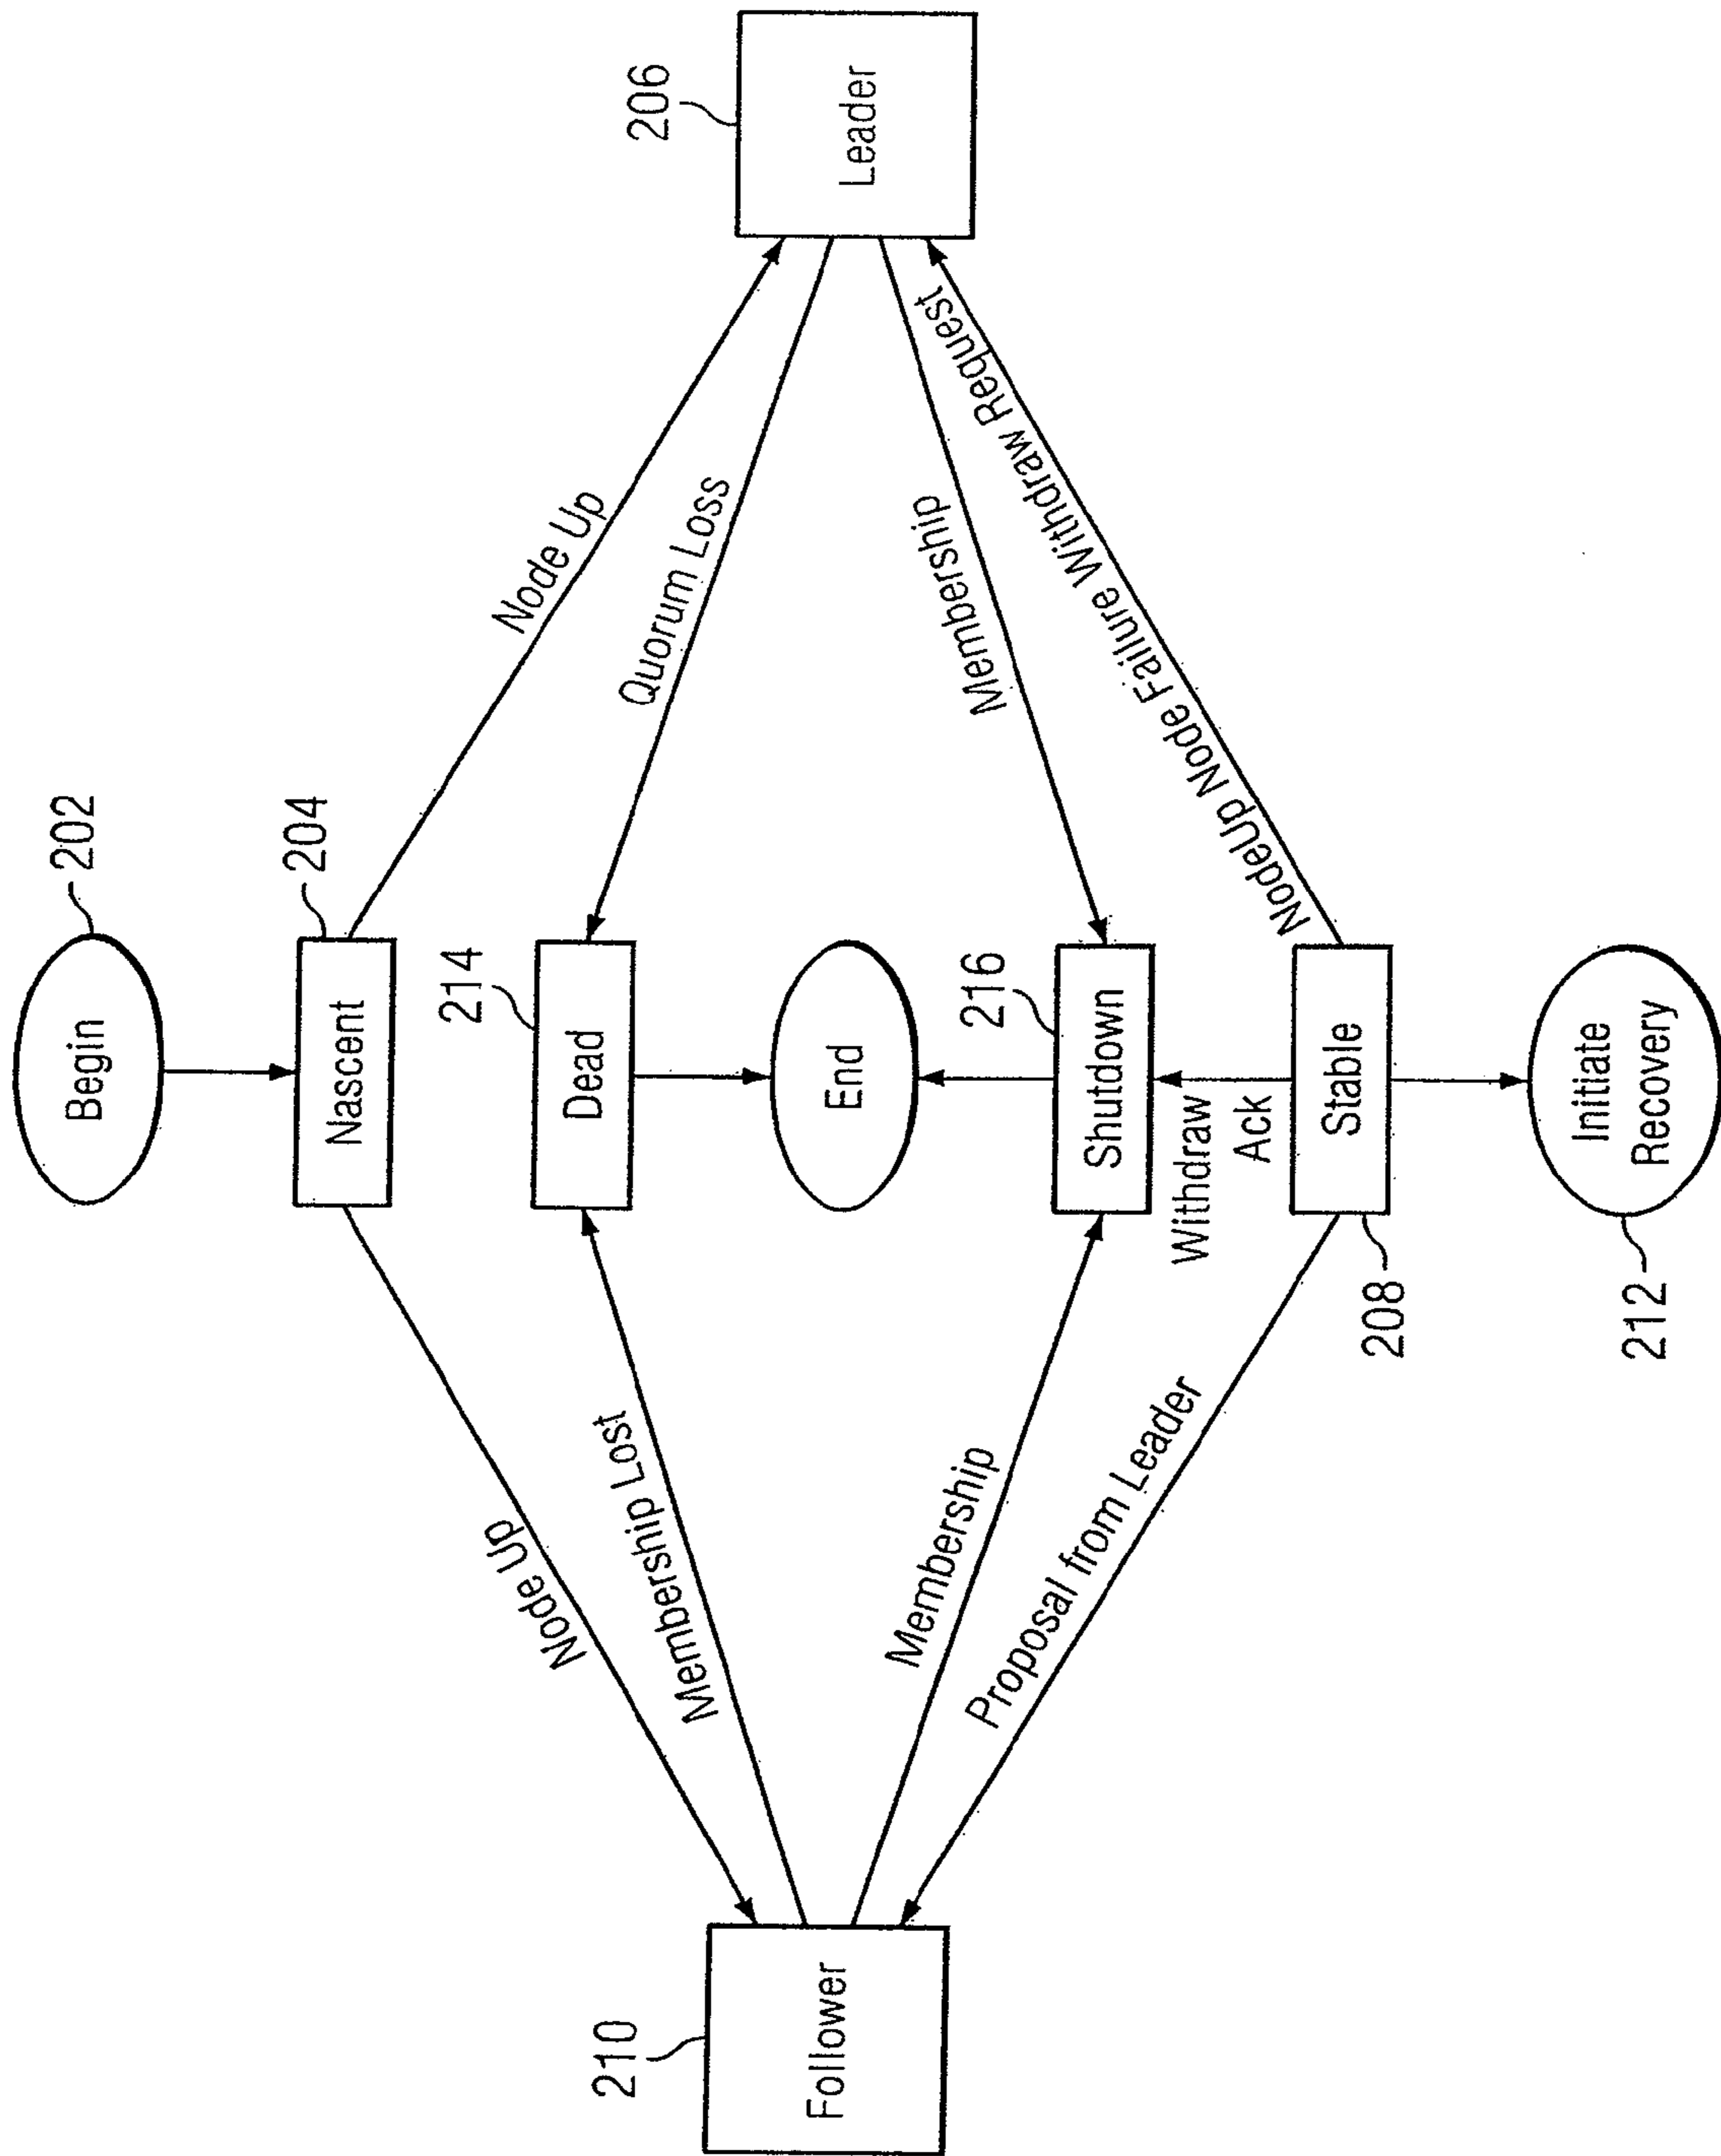 Begin
202
Nascent
204
Node Up
Node Up
Dead
214
Membership Lost
Quorum Loss
210
Follower
End
206
Leader
Membership
Membership
Shutdown
216
Withdraw
Ack
Proposal from Leader
NodeUp Node Failure Withdraw Request
Stable
208
Initiate
Recovery
212